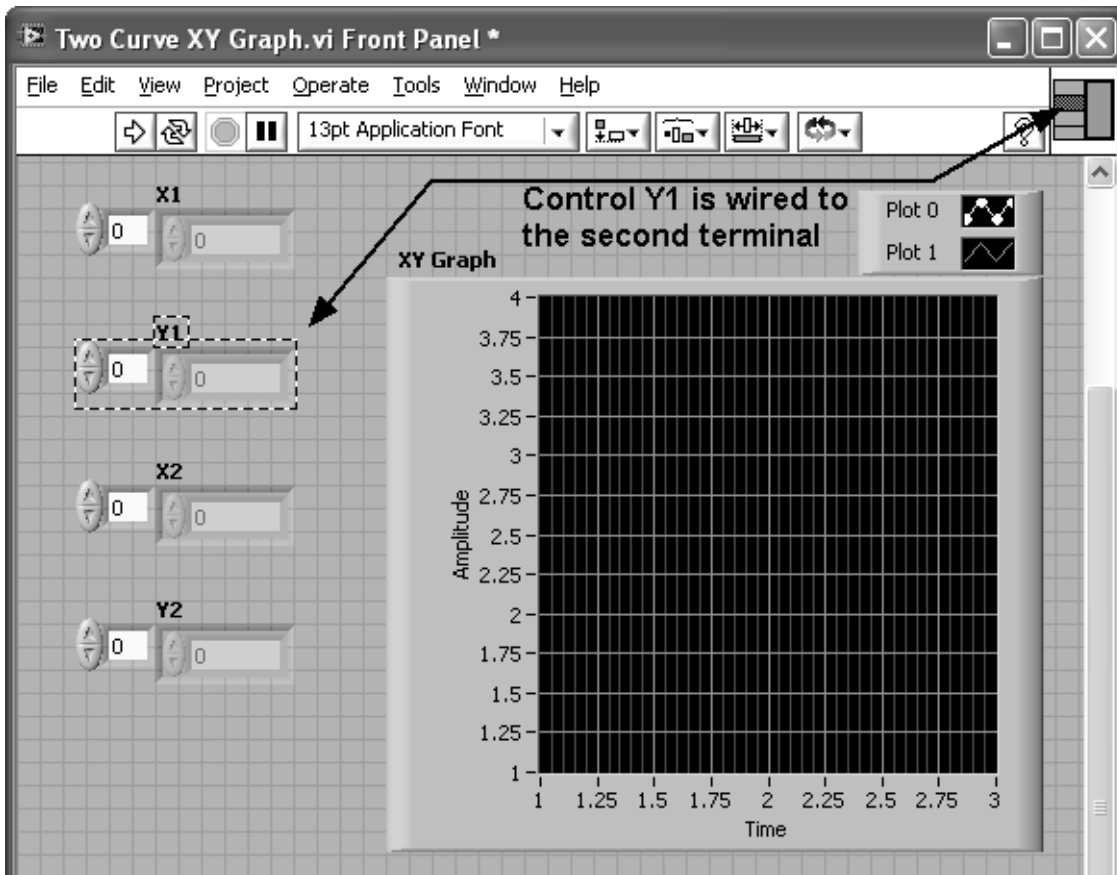 Two Curve XY Graph.vi Front Panel *
File Edit View Project Operate Tools Window Help
13pt Application Font
?
X1
0
0
Control Y1 is wired to
the second terminal
Plot 0
Plot 1
XY Graph
Y1
0
0
X2
0
0
Y2
0
0
4
3.75
3.5
3.25
3
2.75
2.5
2.25
2
1.75
1.5
1.25
1
Amplitude
1 1.25 1.5 1.75 2 2.25 2.5 2.75 3
Time